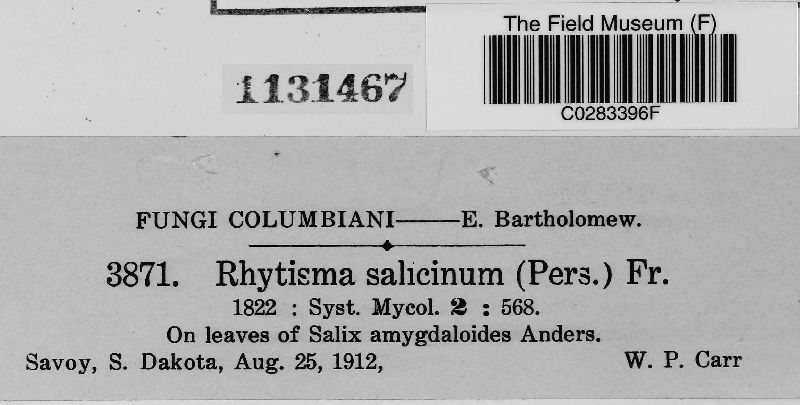 The Field Museum (F)
1131467
C0283396F
FUNGI COLUMBIANI——E. Bartholomew.
3871. Rhytisma salicinum (Pers.) Fr.
1822 : Syst. Mycol. 2 : 568.
On leaves of Salix amygdaloides Anders.
Savoy, S. Dakota, Aug. 25, 1912, W. P. Carr